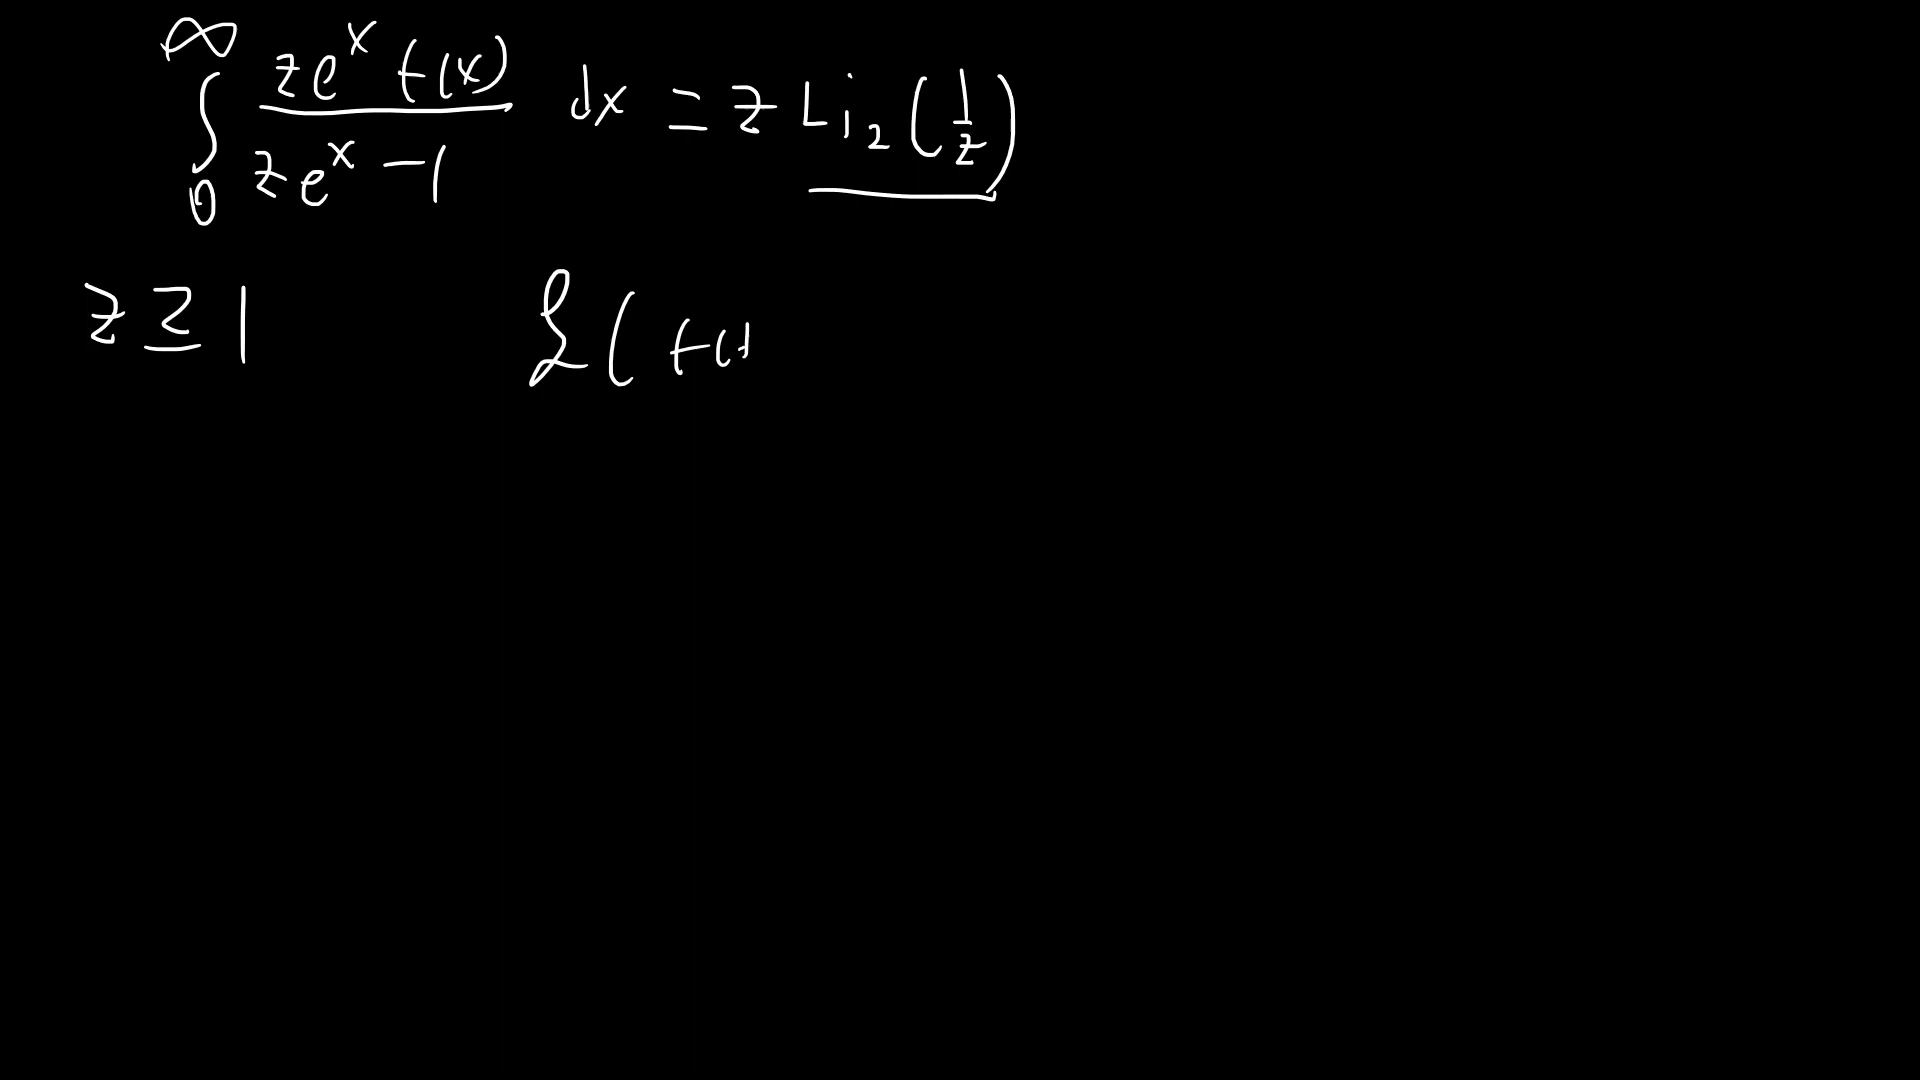 ∫₀^∞ (ze^x f(x))/(ze^x − 1) dx = z Li₂(1/z)
z ≥ 1 ℒ(f(t